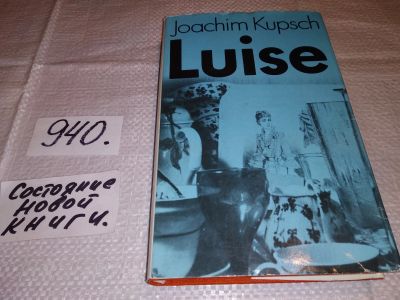 Joachim Kupsch
Luise
940.
Состояние
новой
книги.